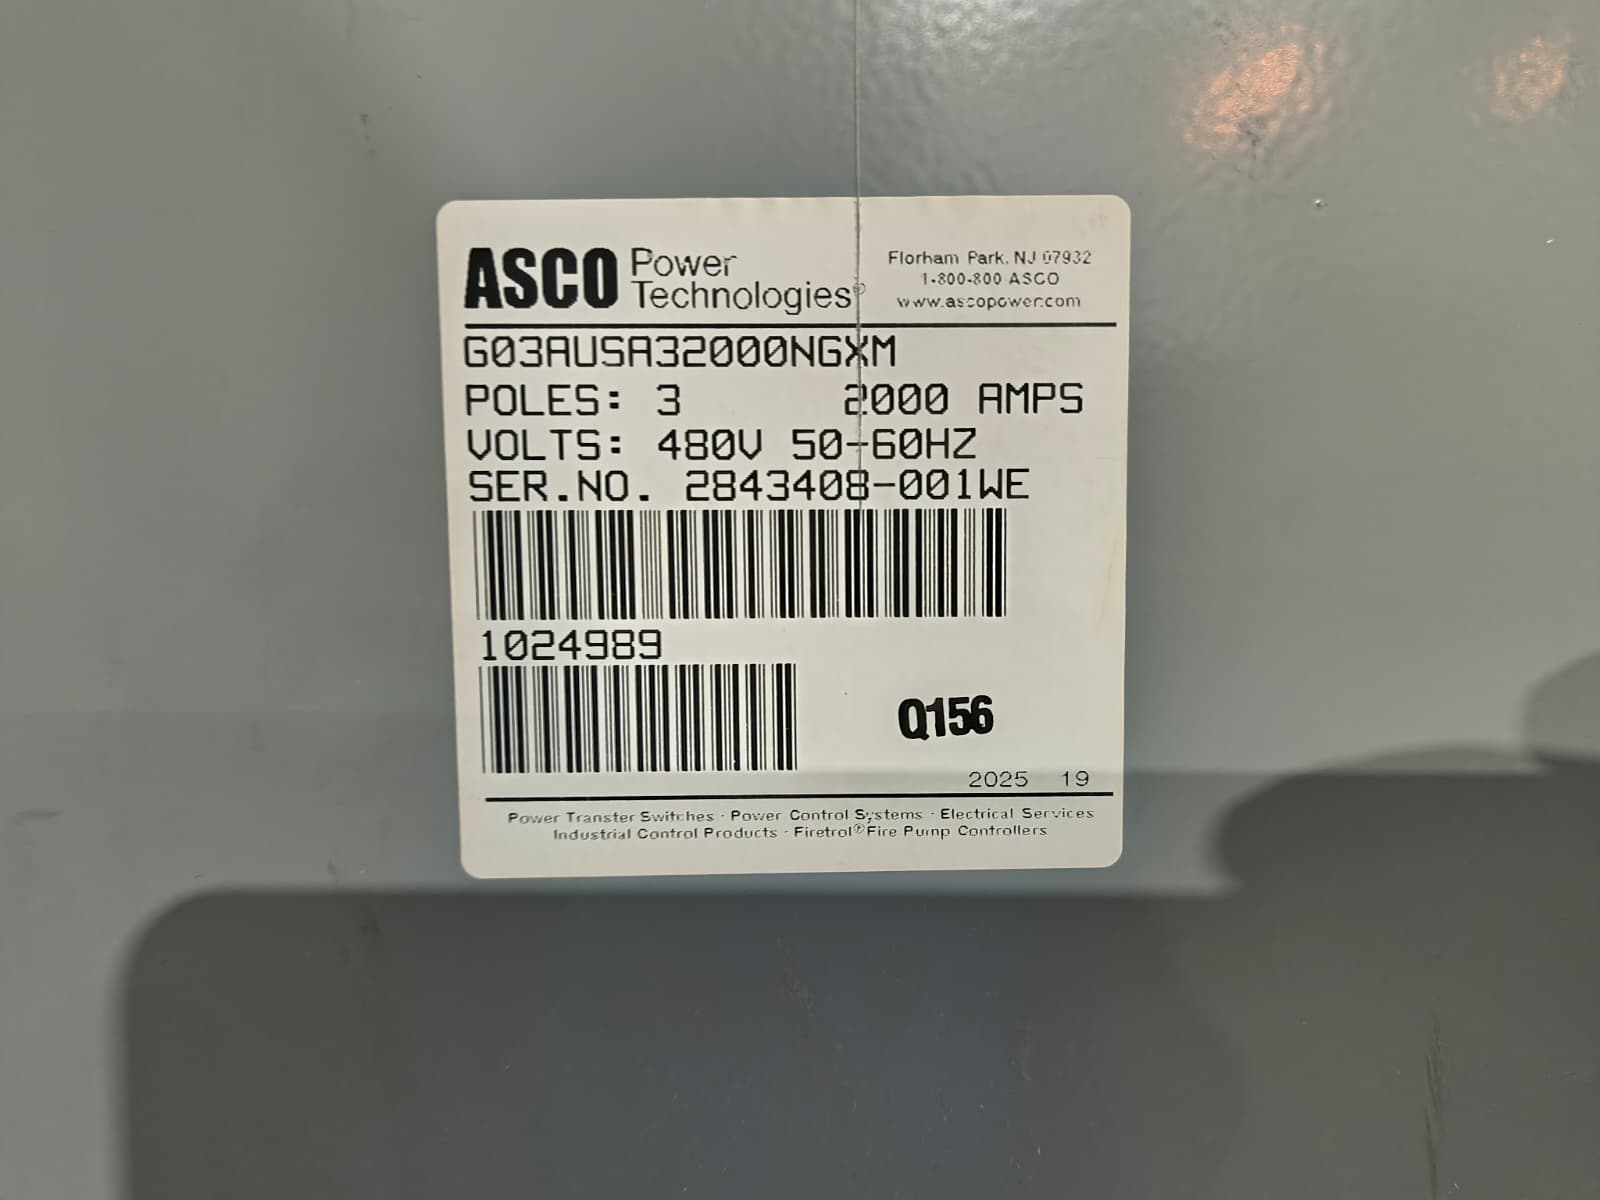 ASCO Power Technologies®
Florham Park, NJ 07932
1-800-800 ASCO
www.ascopower.com
G03AUSA32000NGXM
POLES: 3 2000 AMPS
VOLTS: 480V 50-60HZ
SER.NO. 2843408-001WE
1024989
Q156
2025 19
Power Transfer Switches · Power Control Systems · Electrical Services
Industrial Control Products · Firetrol® Fire Pump Controllers